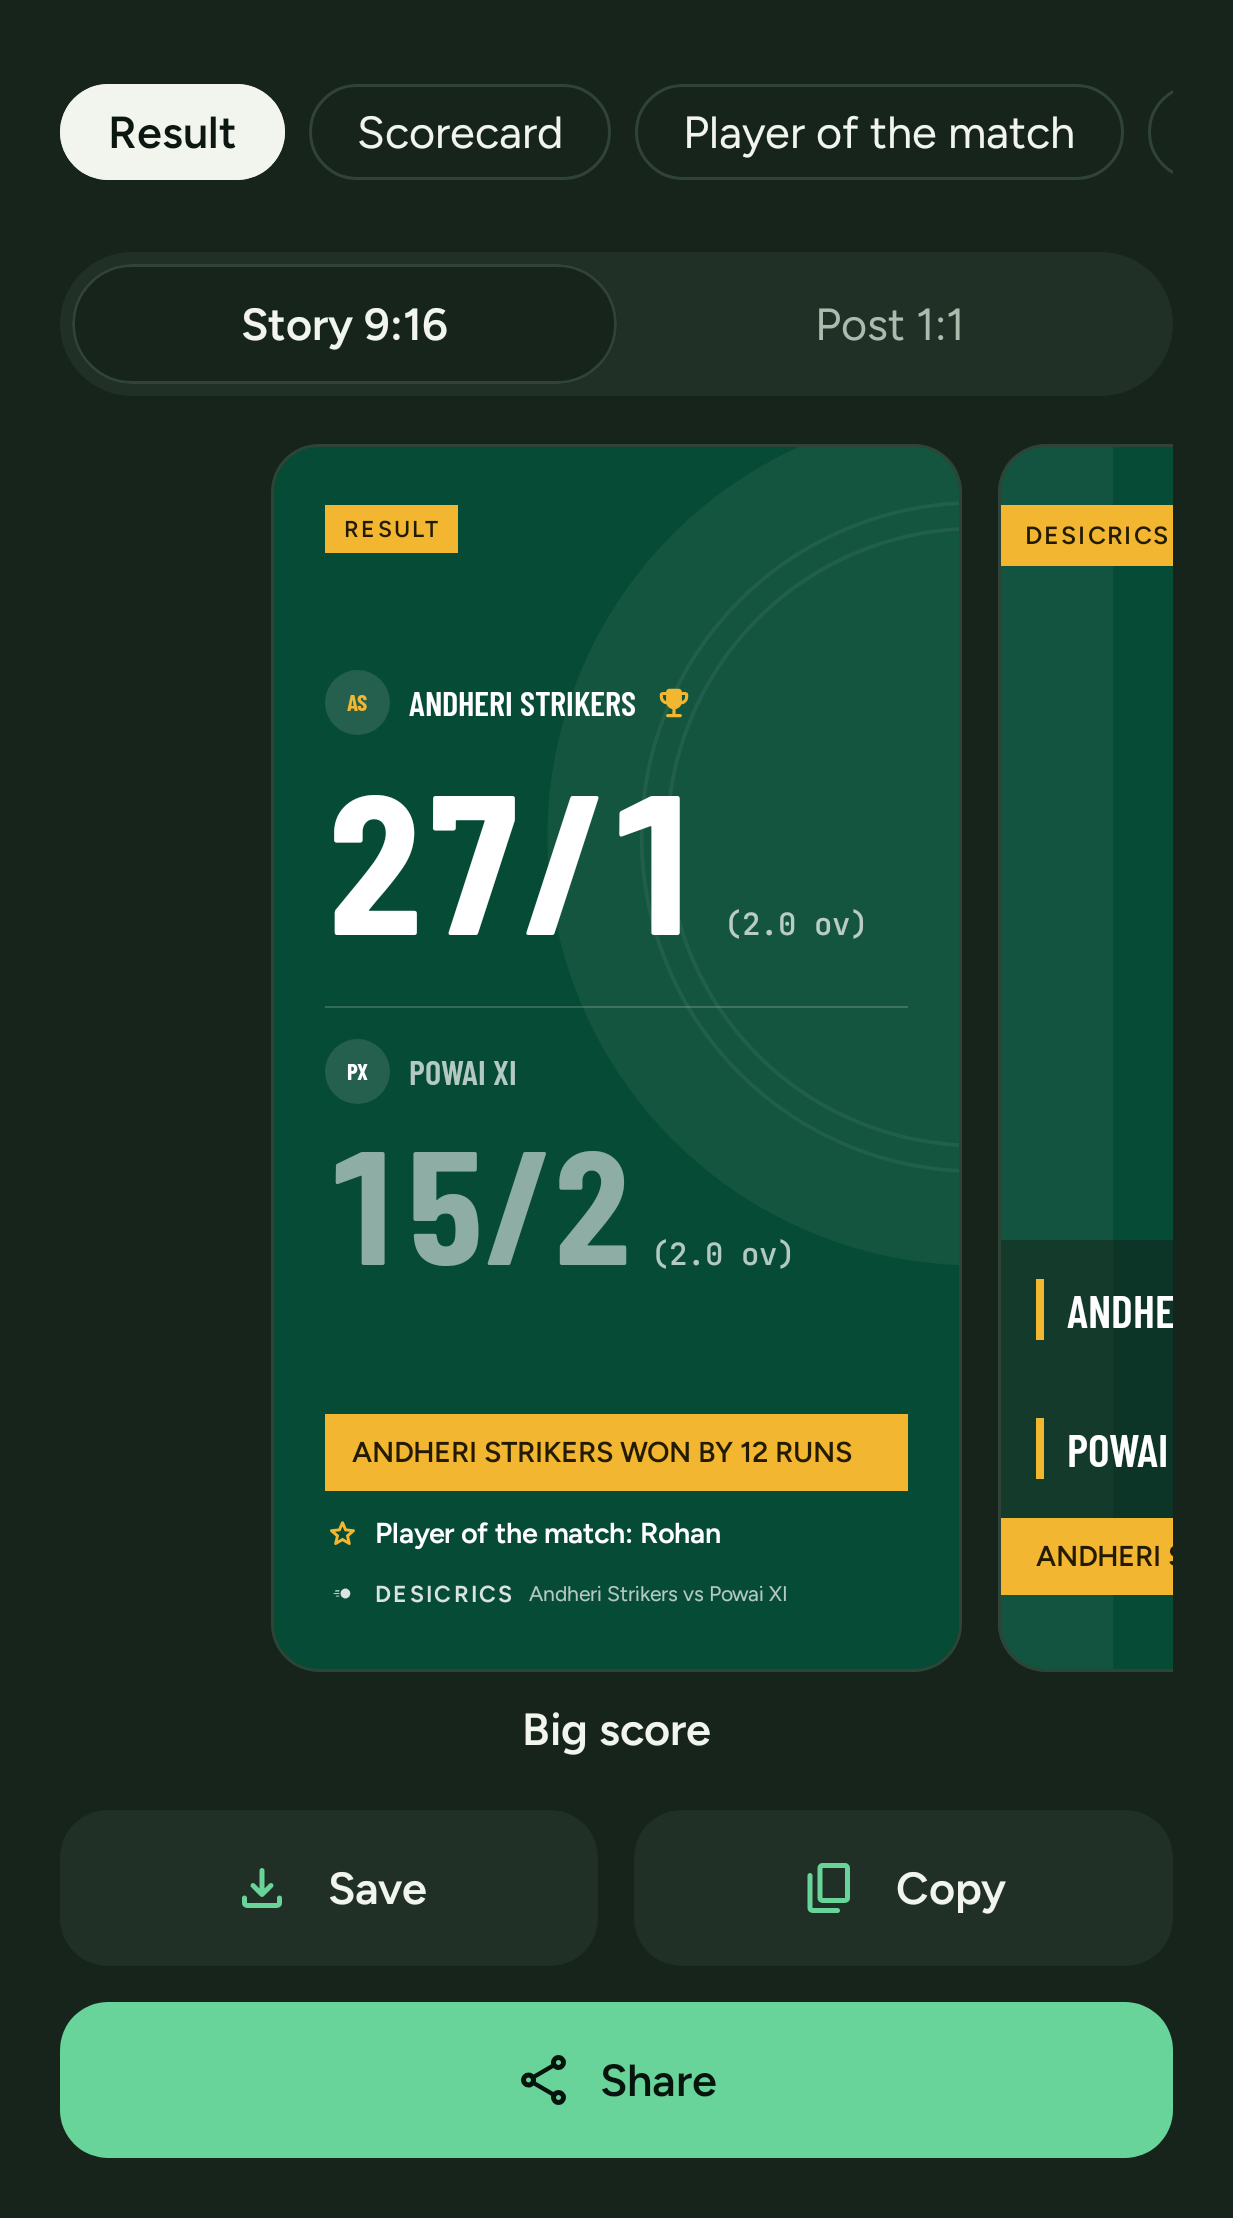 Result
Scorecard
Player of the match
Story 9:16
Post 1:1
RESULT
AS
ANDHERI STRIKERS
27/1
(2.0 ov)
PX
POWAI XI
15/2
(2.0 ov)
ANDHERI STRIKERS WON BY 12 RUNS
Player of the match: Rohan
DESICRICS Andheri Strikers vs Powai XI
DESICRICS
ANDHE
POWAI
ANDHERI
Big score
Save
Copy
Share